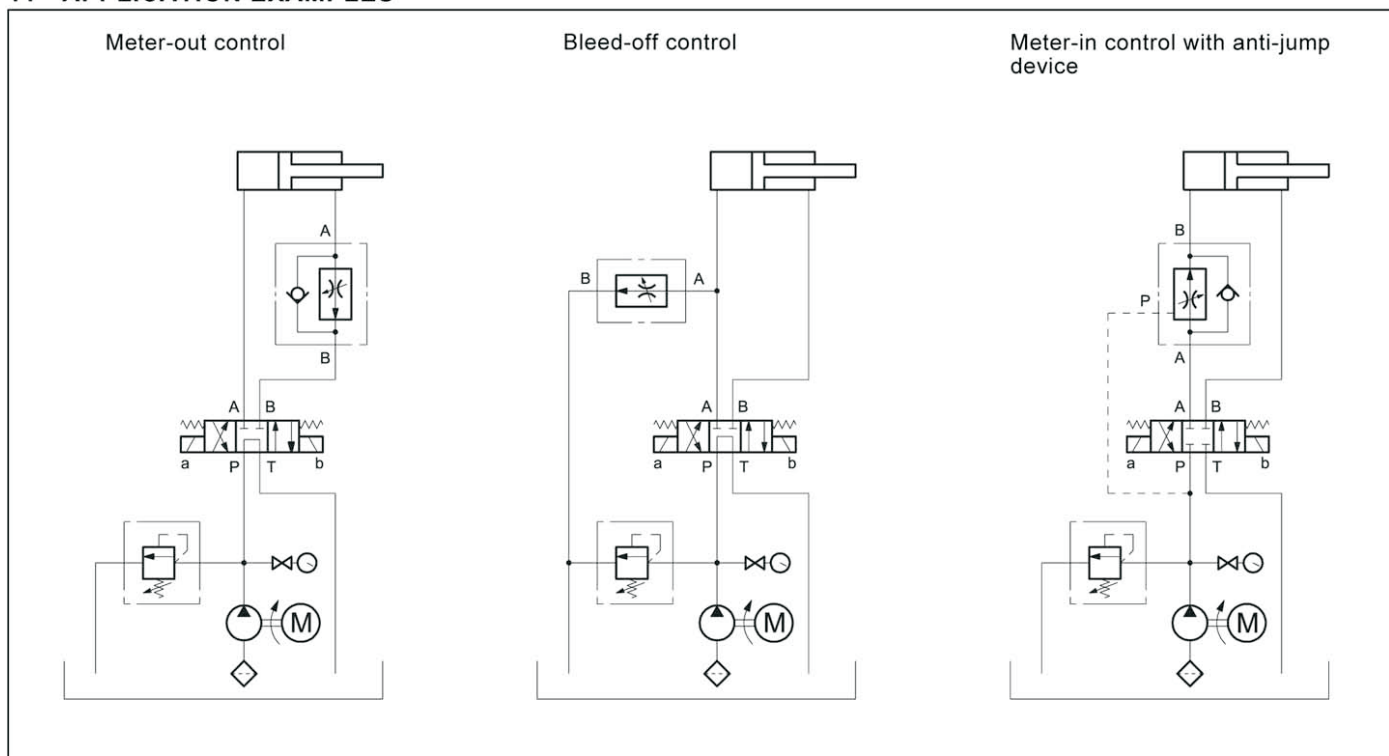 Meter-out control
Bleed-off control
Meter-in control with anti-jump
device
A
B
A B
a P T b
M
B A
A B
a P T b
M
B
P
A
A B
a P T b
M